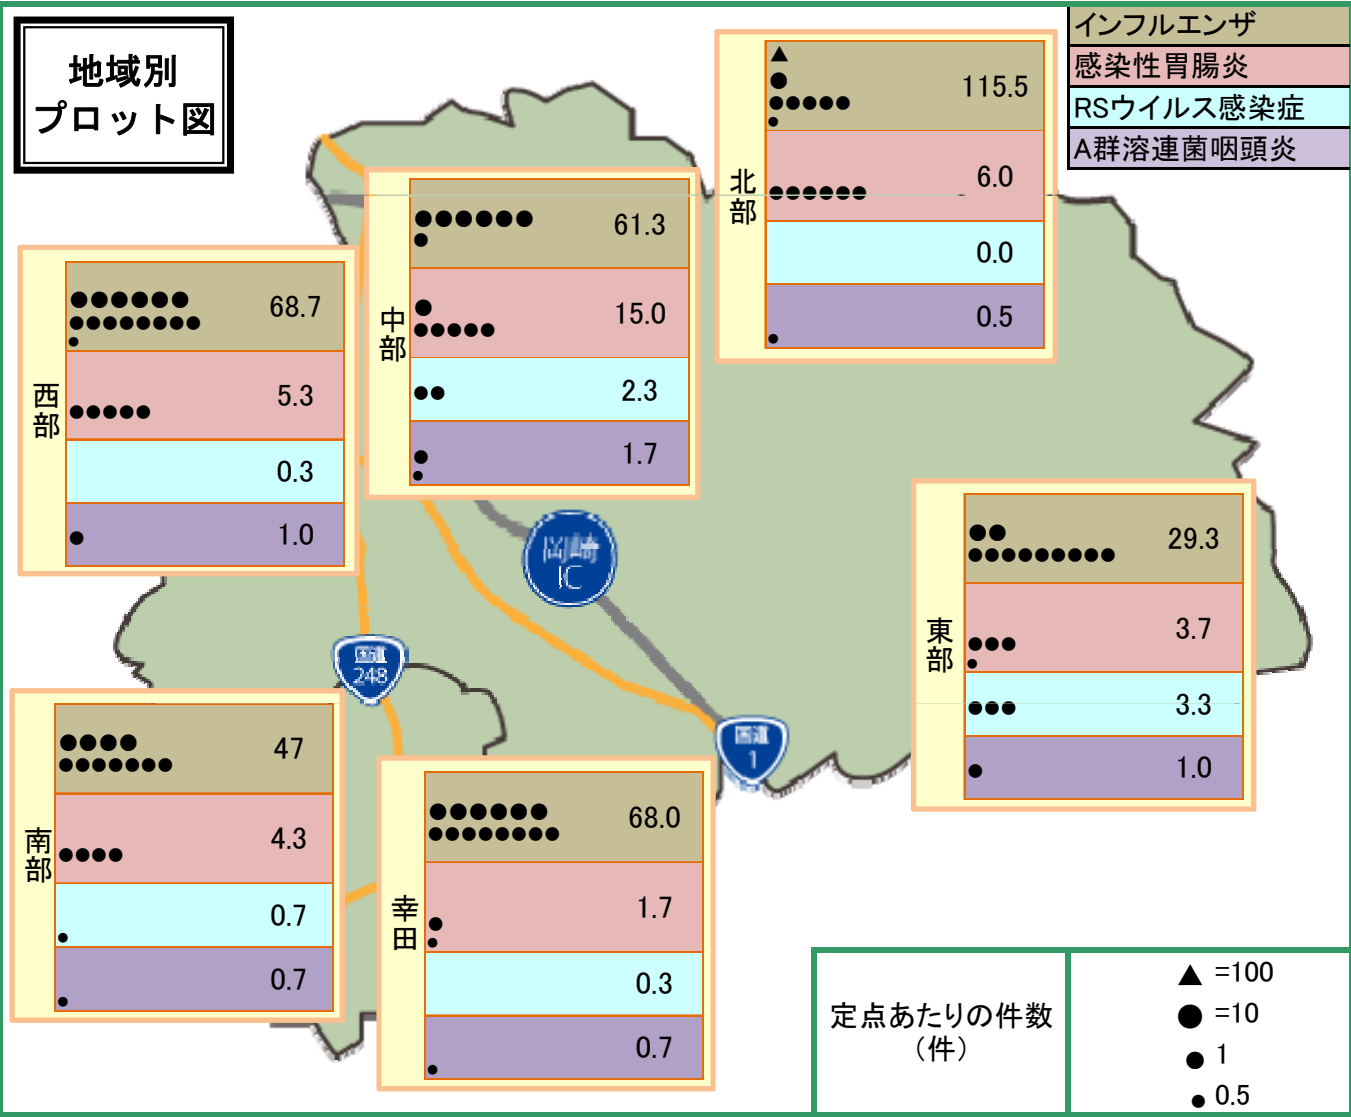 地域別
プロット図
インフルエンザ
感染性胃腸炎
RSウイルス感染症
A群溶連菌咽頭炎
北部
115.5
6.0
0.0
0.5
中部
61.3
15.0
2.3
1.7
西部
68.7
5.3
0.3
1.0
岡崎
IC
東部
29.3
3.7
3.3
1.0
国道
248
国道
1
南部
47
4.3
0.7
0.7
幸田
68.0
1.7
0.3
0.7
定点あたりの件数
（件）
▲ =100
● =10
● 1
● 0.5